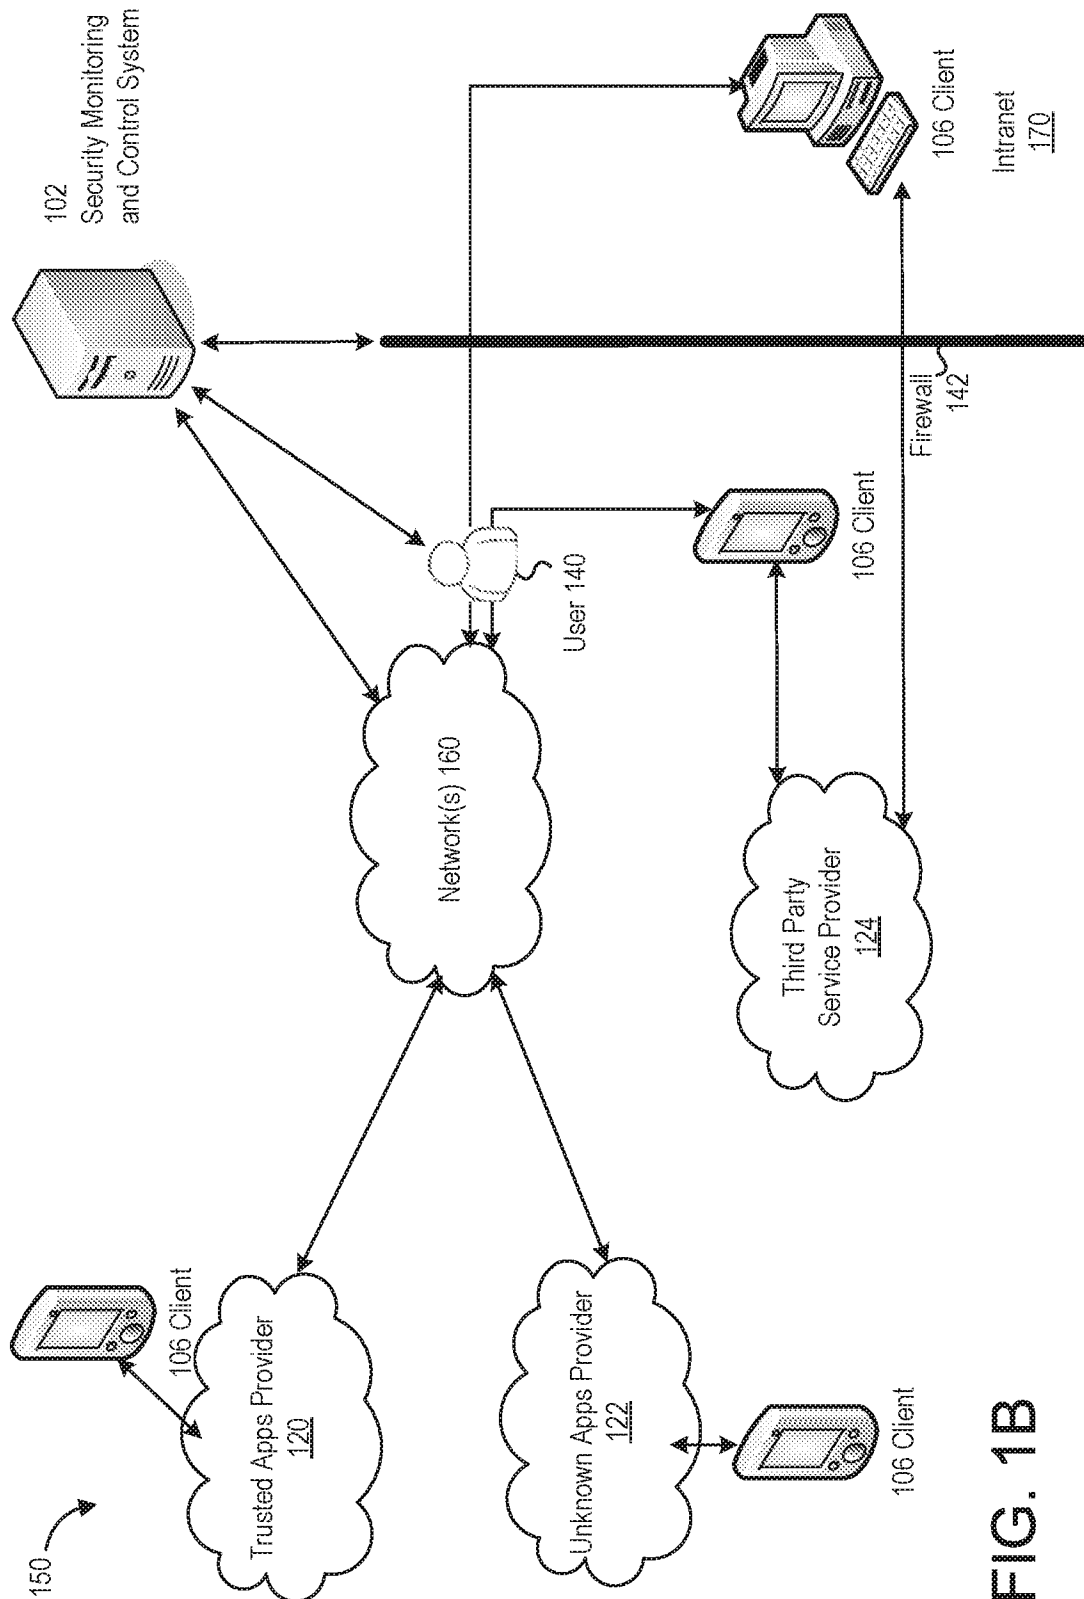 150
106 Client
Trusted Apps Provider
120
Unknown Apps Provider
122
106 Client
Network(s) 160
User 140
102
Security Monitoring
and Control System
Third Party
Service Provider
124
106 Client
Firewall
142
106 Client
Intranet
170
FIG. 1B